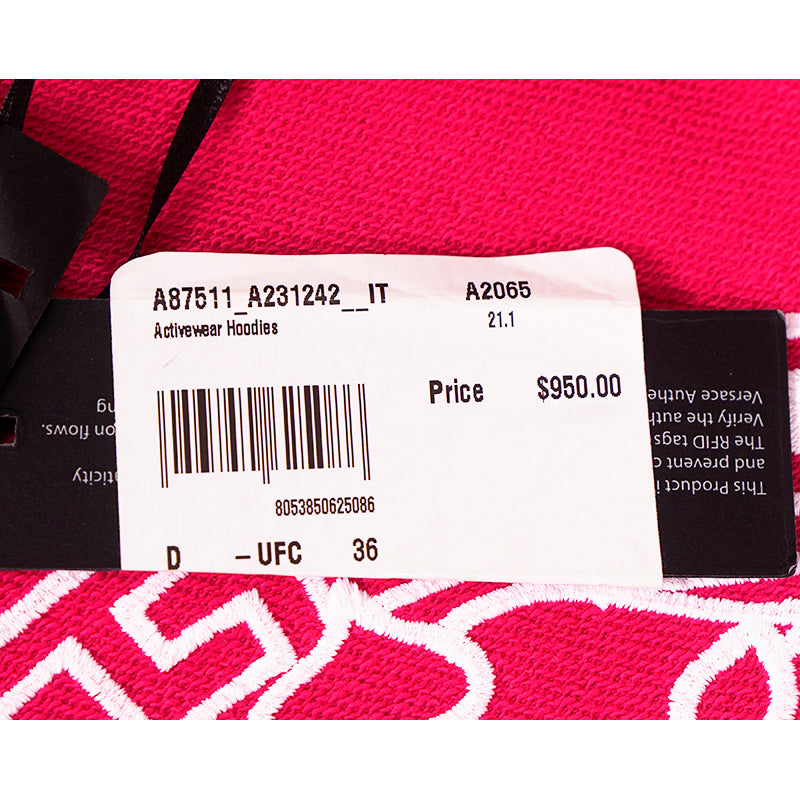 A87511_A231242__IT
A2065
Activewear Hoodies
21.1
Price
$950.00
8053850625086
D
– UFC
36
This Product i
and prevent c
The RFID tags
Verify the auth
Versace Authe
ticity
on flows.